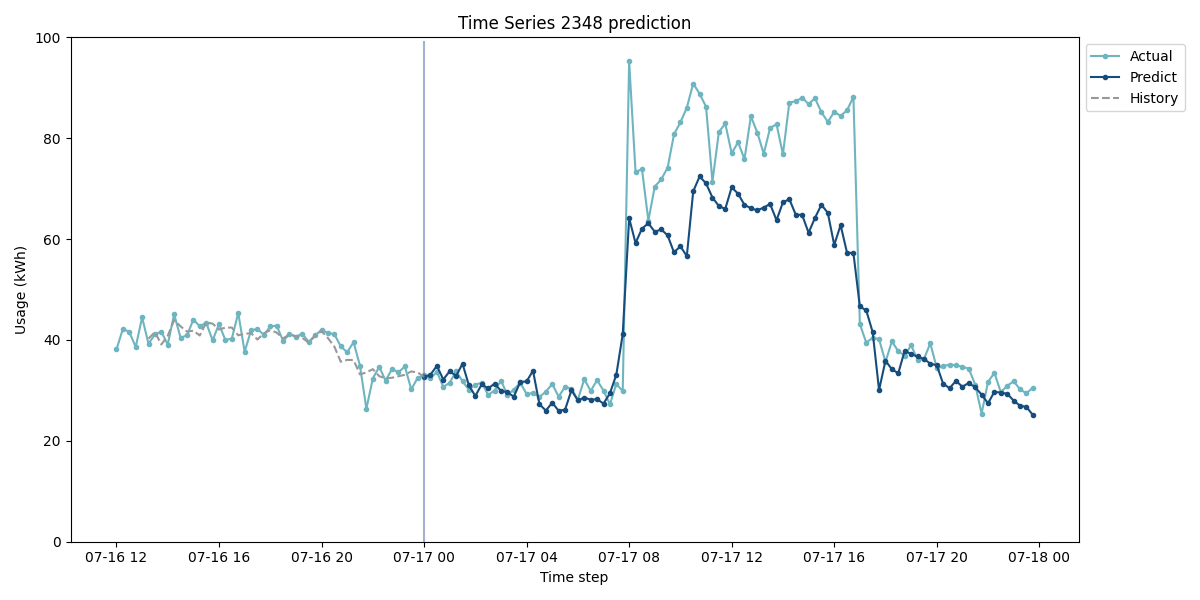 Time Series 2348 prediction
100
80
60
40
20
0
Usage (kWh)
07-16 12
07-16 16
07-16 20
07-17 00
07-17 04
07-17 08
07-17 12
07-17 16
07-17 20
07-18 00
Time step
Actual
Predict
History